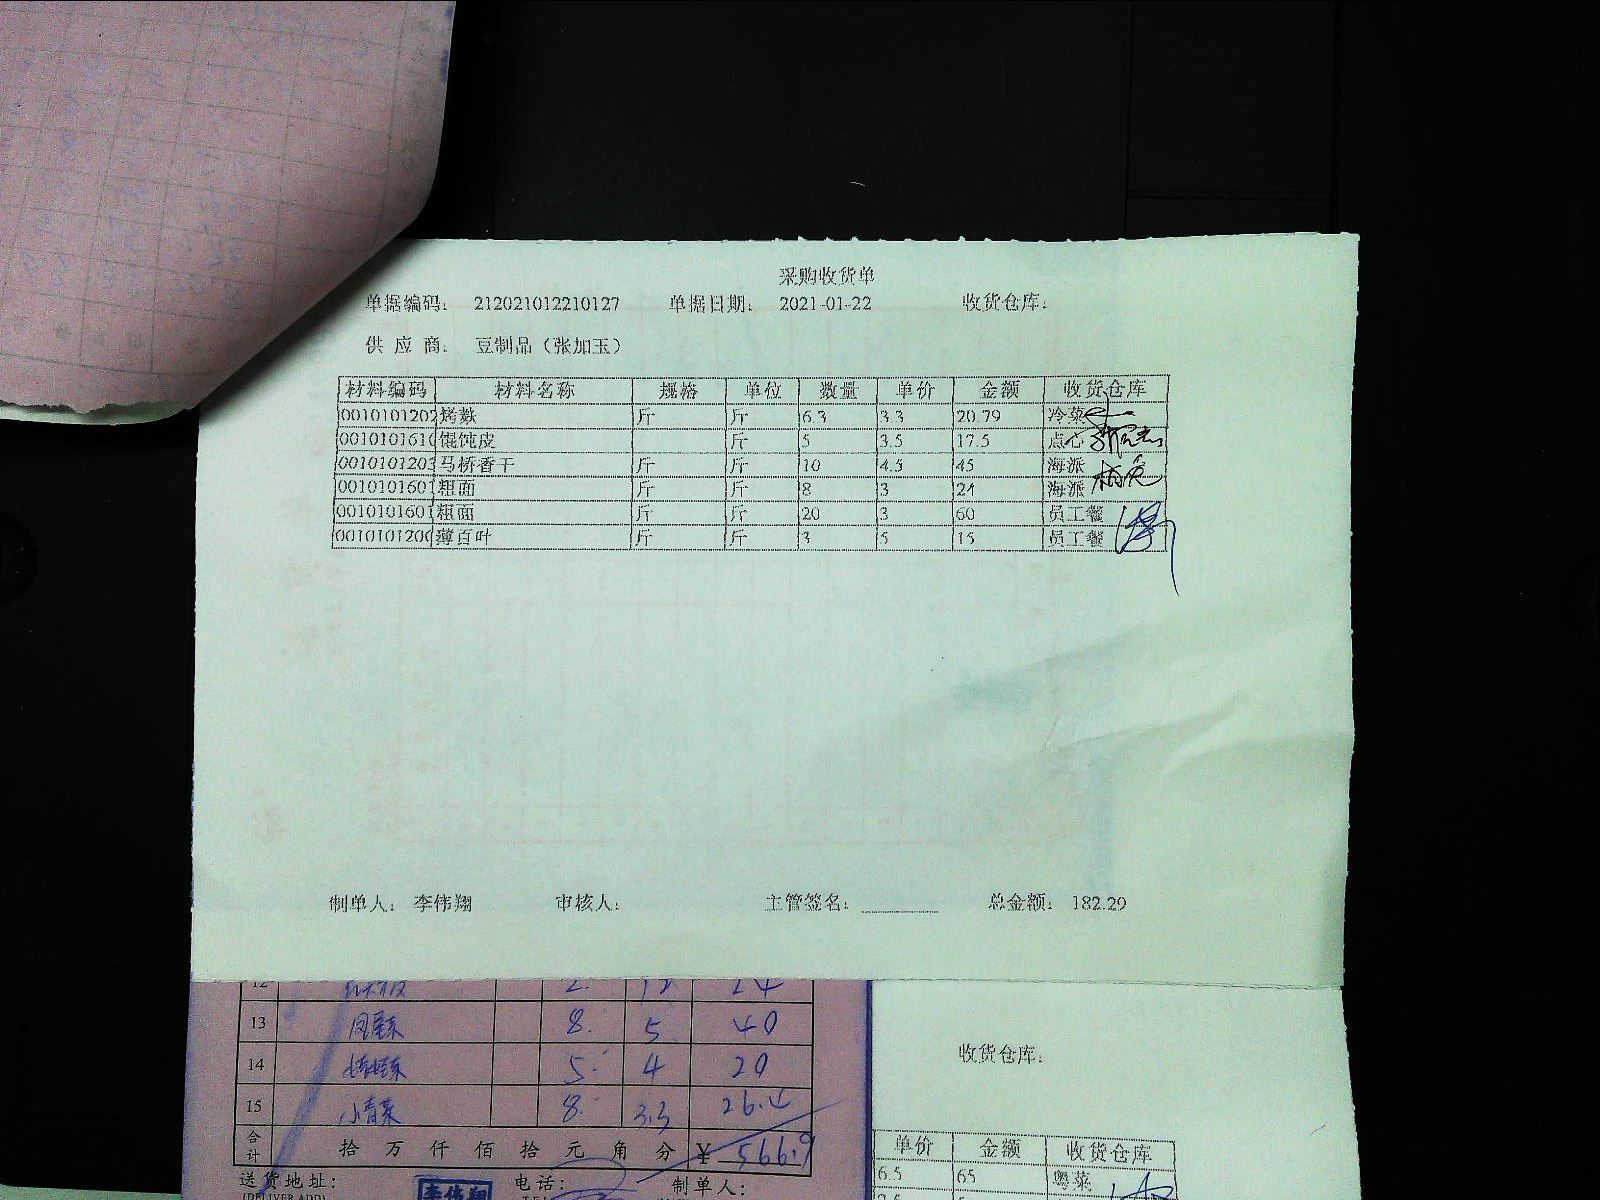 采购收货单
单据编码： 212021012210127 单据日期： 2021-01-22 收货仓库：
供 应 商： 豆制品（张加玉）
材料编码 材料名称 规格 单位 数量 单价 金额 收货仓库
0010101202 烤麸 斤 斤 6.3 3.3 20.79 冷菜
0010101610 馄饨皮 斤 5 3.5 17.5 点心
0010101203 马桥香干 斤 斤 10 4.5 45 海派
0010101601 粗面 斤 斤 8 3 24 海派
0010101601 粗面 斤 斤 20 3 60 员工餐
0010101200 薄百叶 斤 斤 3 5 15 员工餐
制单人： 李伟翔 审核人： 主管签名： 总金额： 182.29
12 2 12 24
13 8. 5 40
14 5. 4 20
15 小青菜 8. 3.3 26.4
合计 拾 万 仟 佰 拾 元 角 分 ¥ 566.9
送货地址： 电话： 制单人：
(DELIVER ADD)
李伟翔
收货仓库：
单价 金额 收货仓库
6.5 65 粤菜